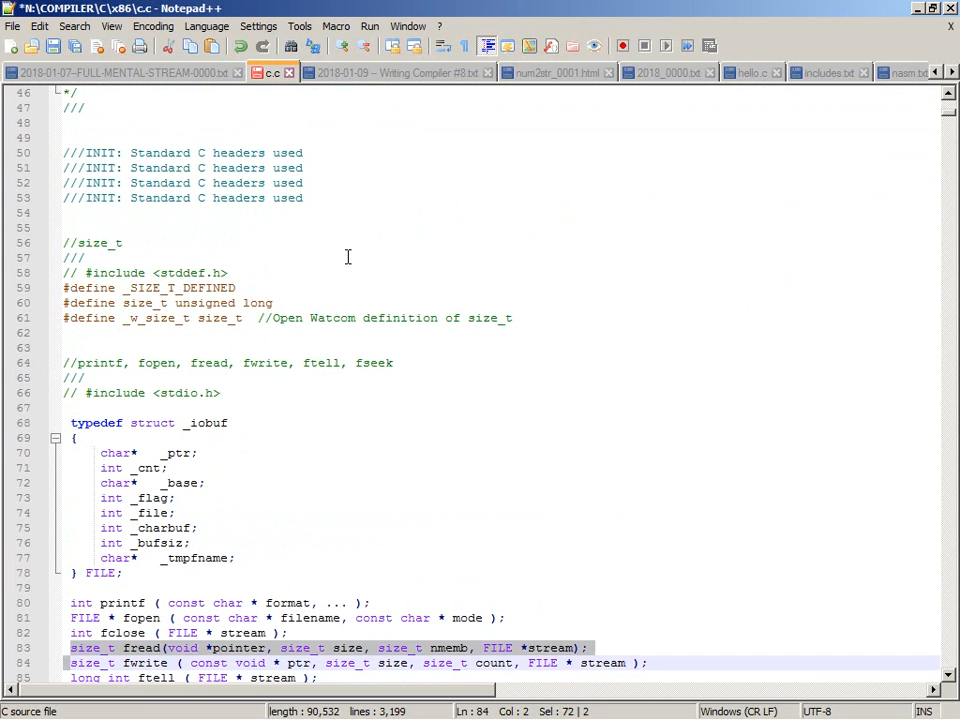 *N:\COMPILER\C\x86\c.c - Notepad++
File Edit Search View Encoding Language Settings Tools Macro Run Window ? X
2018-01-07-FULL-MENTAL-STREAM-0000.txt c.c 2018-01-09 -- Writing Compiler #8.txt num2str_0001.html 2018_0000.txt hello.c includes.txt nasm.txt
46 */
47 ///
48
49
50 ///INIT: Standard C headers used
51 ///INIT: Standard C headers used
52 ///INIT: Standard C headers used
53 ///INIT: Standard C headers used
54
55
56 //size_t
57 ///
58 // #include <stddef.h>
59 #define _SIZE_T_DEFINED
60 #define size_t unsigned long
61 #define _w_size_t size_t //Open Watcom definition of size_t
62
63
64 //printf, fopen, fread, fwrite, ftell, fseek
65 ///
66 // #include <stdio.h>
67
68 typedef struct _iobuf
69 {
70 char* _ptr;
71 int _cnt;
72 char* _base;
73 int _flag;
74 int _file;
75 int _charbuf;
76 int _bufsiz;
77 char* _tmpfname;
78 } FILE;
79
80 int printf ( const char * format, ... );
81 FILE * fopen ( const char * filename, const char * mode );
82 int fclose ( FILE * stream );
83 size_t fread(void *pointer, size_t size, size_t nmemb, FILE *stream);
84 size_t fwrite ( const void * ptr, size_t size, size_t count, FILE * stream );
85 long int ftell ( FILE * stream );
C source file length : 90,532 lines : 3,199 Ln : 84 Col : 2 Sel : 72 | 2 Windows (CR LF) UTF-8 INS